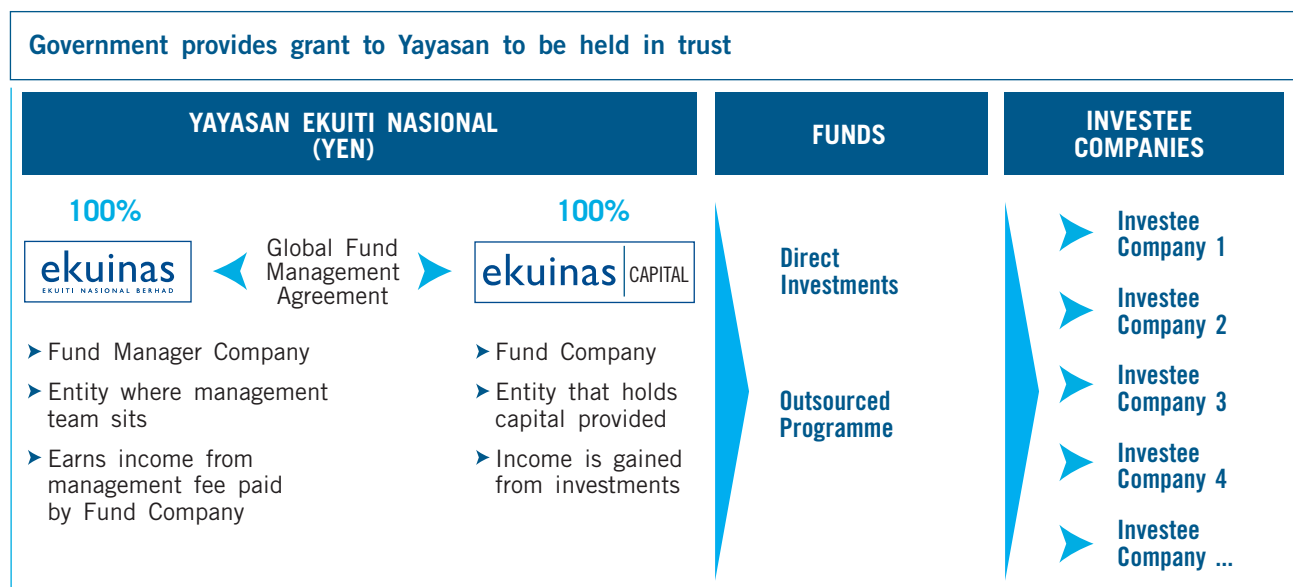 Government provides grant to Yayasan to be held in trust
YAYASAN EKUITI NASIONAL
(YEN)
100%
ekuinas
EKUITI NASIONAL BERHAD
Global Fund
Management
Agreement
100%
ekuinas CAPITAL
➤ Fund Manager Company
➤ Entity where management
team sits
➤ Earns income from
management fee paid
by Fund Company
➤ Fund Company
➤ Entity that holds
capital provided
➤ Income is gained
from investments
FUNDS
Direct
Investments
Outsourced
Programme
INVESTEE
COMPANIES
Investee
Company 1
Investee
Company 2
Investee
Company 3
Investee
Company 4
Investee
Company ...